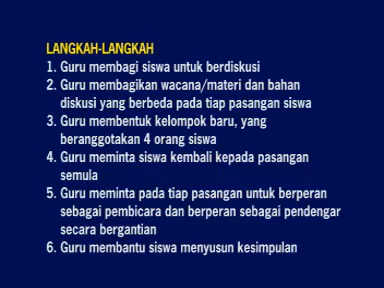 LANGKAH-LANGKAH
1. Guru membagi siswa untuk berdiskusi
2. Guru membagikan wacana/materi dan bahan
diskusi yang berbeda pada tiap pasangan siswa
3. Guru membentuk kelompok baru, yang
beranggotakan 4 orang siswa
4. Guru meminta siswa kembali kepada pasangan
semula
5. Guru meminta pada tiap pasangan untuk berperan
sebagai pembicara dan berperan sebagai pendengar
secara bergantian
6. Guru membantu siswa menyusun kesimpulan